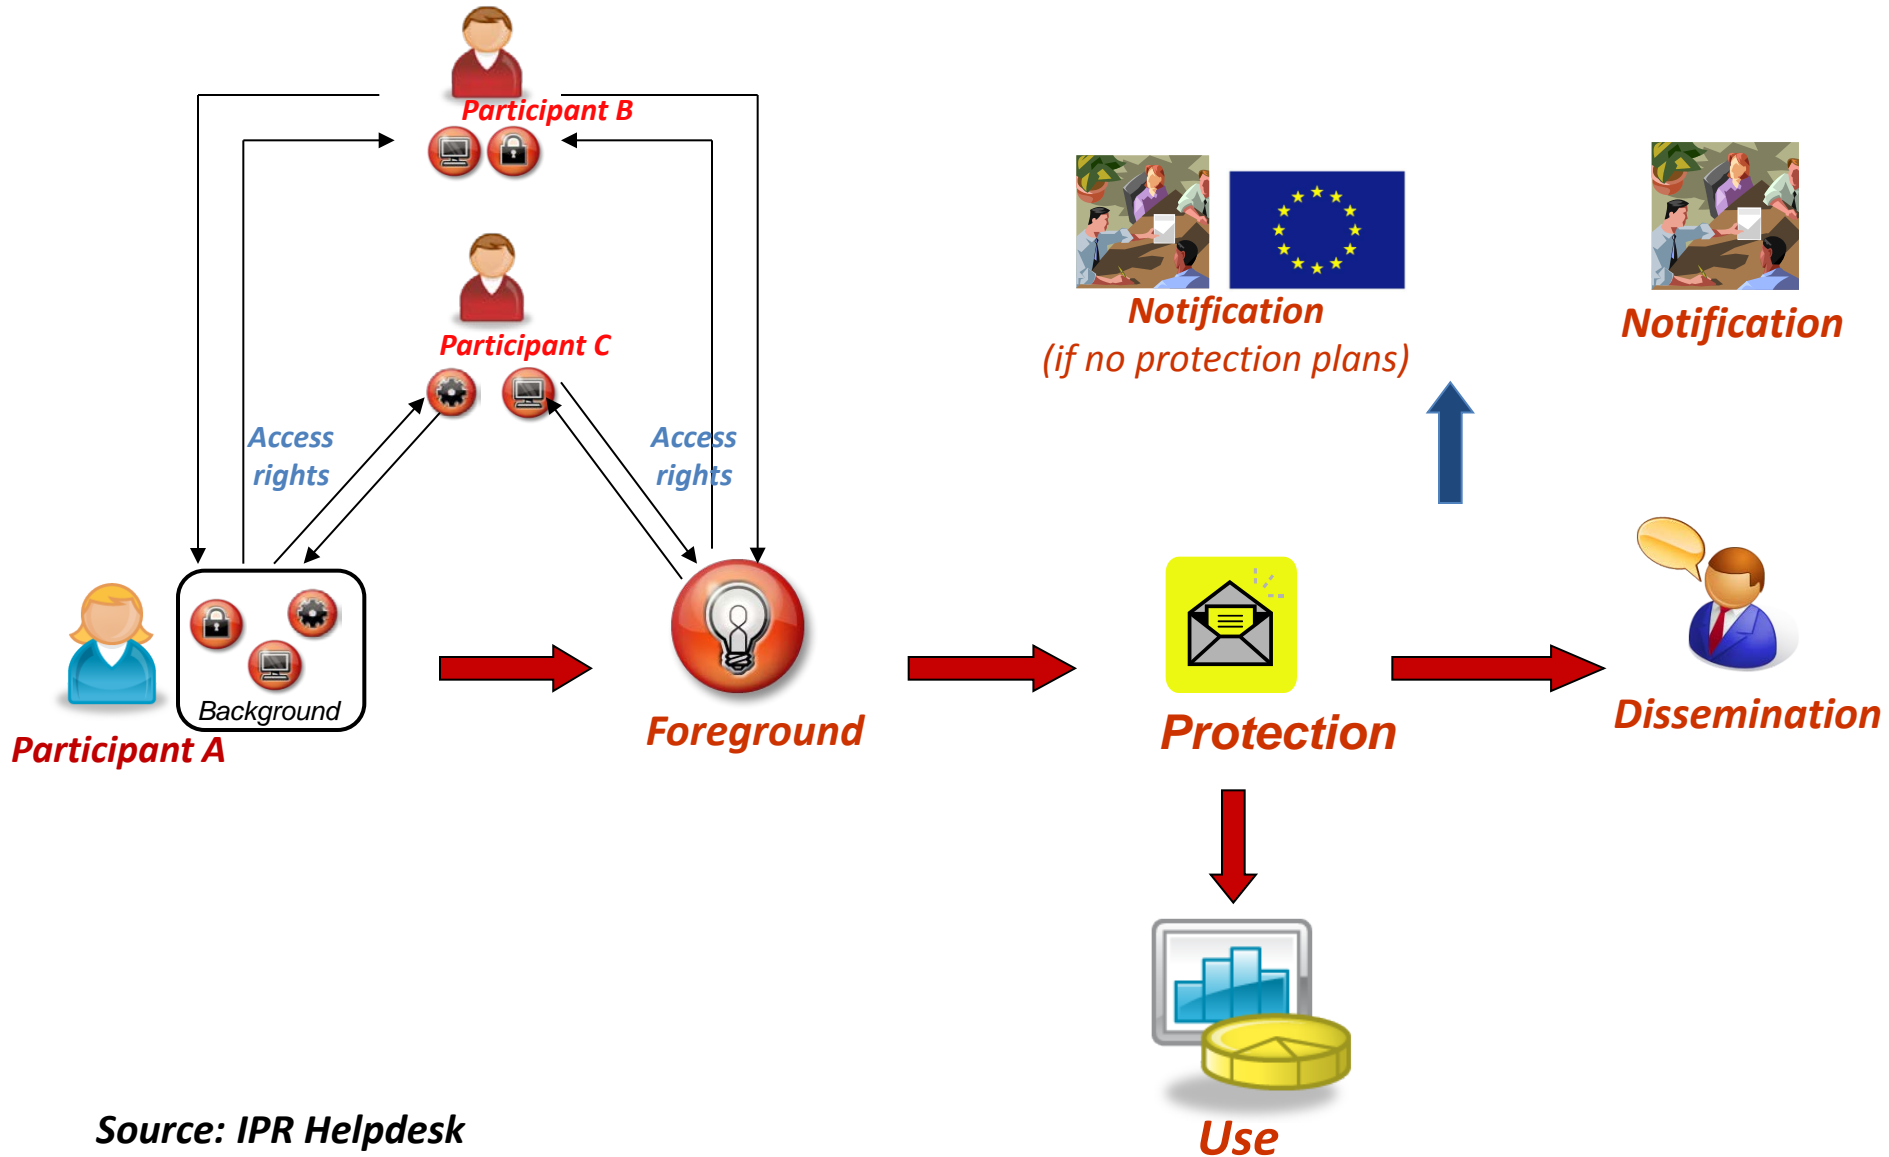 Participant B
Participant C
Access
rights
Access
rights
Notification
(if no protection plans)
Notification
Background
Participant A
Foreground
Protection
Dissemination
Use
Source: IPR Helpdesk